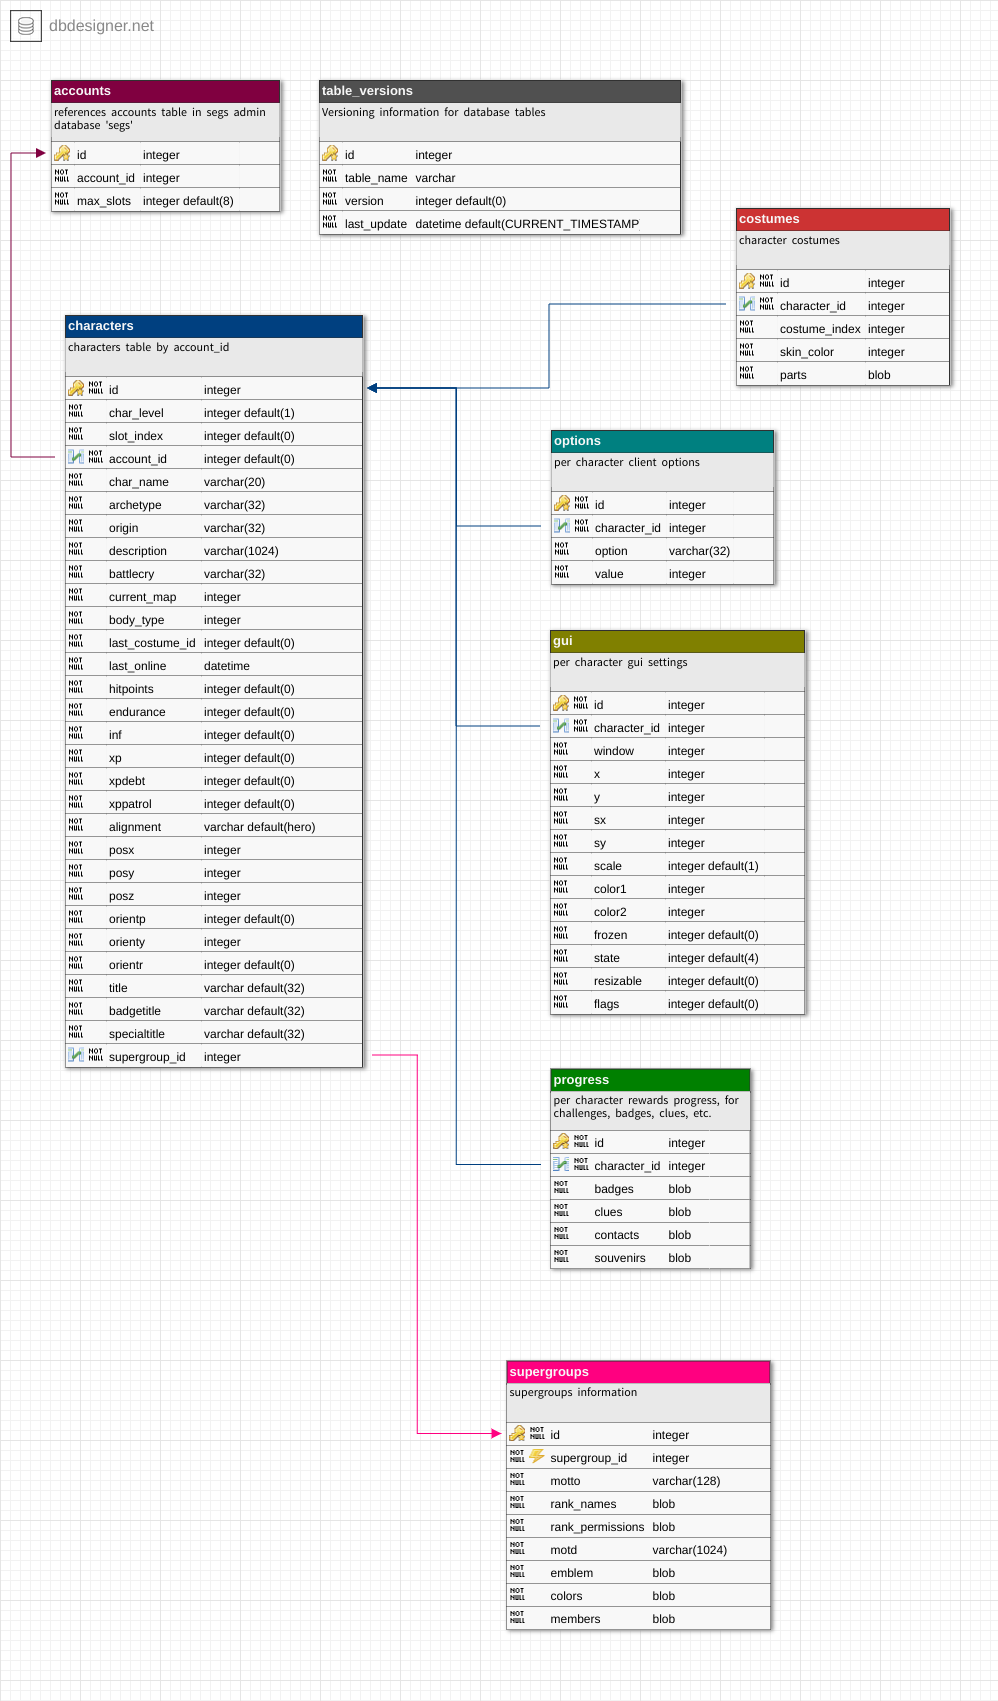 dbdesigner.net
accounts
references accounts table in segs admin
database 'segs'
id integer
NOT NULL account_id integer
NOT NULL max_slots integer default(8)
table_versions
Versioning information for database tables
id integer
NOT NULL table_name varchar
NOT NULL version integer default(0)
NOT NULL last_update datetime default(CURRENT_TIMESTAMP
costumes
character costumes
NOT NULL id integer
NOT NULL character_id integer
NOT NULL costume_index integer
NOT NULL skin_color integer
NOT NULL parts blob
characters
characters table by account_id
NOT NULL id integer
NOT NULL char_level integer default(1)
NOT NULL slot_index integer default(0)
NOT NULL account_id integer default(0)
NOT NULL char_name varchar(20)
NOT NULL archetype varchar(32)
NOT NULL origin varchar(32)
NOT NULL description varchar(1024)
NOT NULL battlecry varchar(32)
NOT NULL current_map integer
NOT NULL body_type integer
NOT NULL last_costume_id integer default(0)
NOT NULL last_online datetime
NOT NULL hitpoints integer default(0)
NOT NULL endurance integer default(0)
NOT NULL inf integer default(0)
NOT NULL xp integer default(0)
NOT NULL xpdebt integer default(0)
NOT NULL xppatrol integer default(0)
NOT NULL alignment varchar default(hero)
NOT NULL posx integer
NOT NULL posy integer
NOT NULL posz integer
NOT NULL orientp integer default(0)
NOT NULL orienty integer
NOT NULL orientr integer default(0)
NOT NULL title varchar default(32)
NOT NULL badgetitle varchar default(32)
NOT NULL specialtitle varchar default(32)
NOT NULL supergroup_id integer
options
per character client options
NOT NULL id integer
NOT NULL character_id integer
NOT NULL option varchar(32)
NOT NULL value integer
gui
per character gui settings
NOT NULL id integer
NOT NULL character_id integer
NOT NULL window integer
NOT NULL x integer
NOT NULL y integer
NOT NULL sx integer
NOT NULL sy integer
NOT NULL scale integer default(1)
NOT NULL color1 integer
NOT NULL color2 integer
NOT NULL frozen integer default(0)
NOT NULL state integer default(4)
NOT NULL resizable integer default(0)
NOT NULL flags integer default(0)
progress
per character rewards progress, for
challenges, badges, clues, etc.
NOT NULL id integer
NOT NULL character_id integer
NOT NULL badges blob
NOT NULL clues blob
NOT NULL contacts blob
NOT NULL souvenirs blob
supergroups
supergroups information
NOT NULL id integer
NOT NULL supergroup_id integer
NOT NULL motto varchar(128)
NOT NULL rank_names blob
NOT NULL rank_permissions blob
NOT NULL motd varchar(1024)
NOT NULL emblem blob
NOT NULL colors blob
NOT NULL members blob